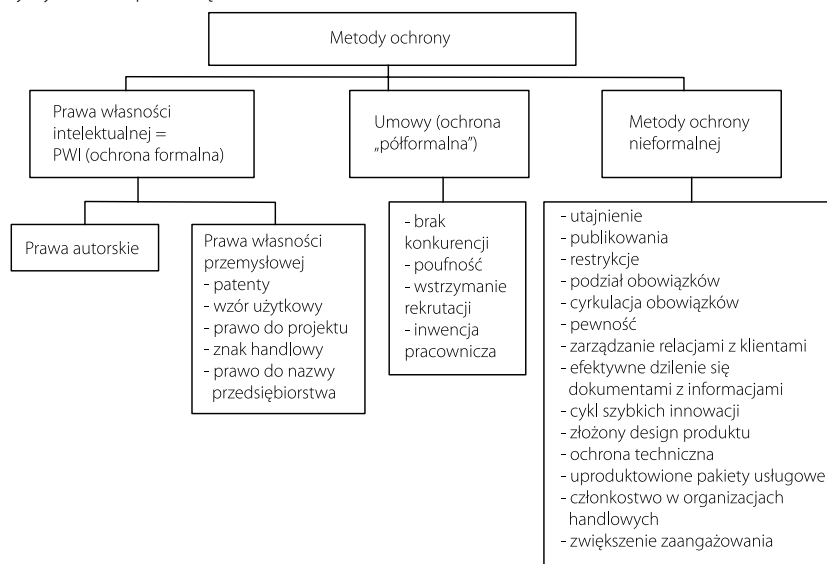 Metody ochrony
Prawa własności
intelektualnej =
PWI (ochrona formalna)
Umowy (ochrona
„półformalna”)
Metody ochrony
nieformalnej
Prawa autorskie
Prawa własności
przemysłowej
- patenty
- wzór użytkowy
- prawo do projektu
- znak handlowy
- prawo do nazwy
przedsiębiorstwa
- brak
konkurencji
- poufność
- wstrzymanie
rekrutacji
- inwencja
pracownicza
- utajnienie
- publikowania
- restrykcje
- podział obowiązków
- cyrkulacja obowiązków
- pewność
- zarządzanie relacjami z klientami
- efektywne dzilenie się
dokumentami z informacjami
- cykl szybkich innowacji
- złożony design produktu
- ochrona techniczna
- uproduktowione pakiety usługowe
- członkostwo w organizacjach
handlowych
- zwiększenie zaangażowania